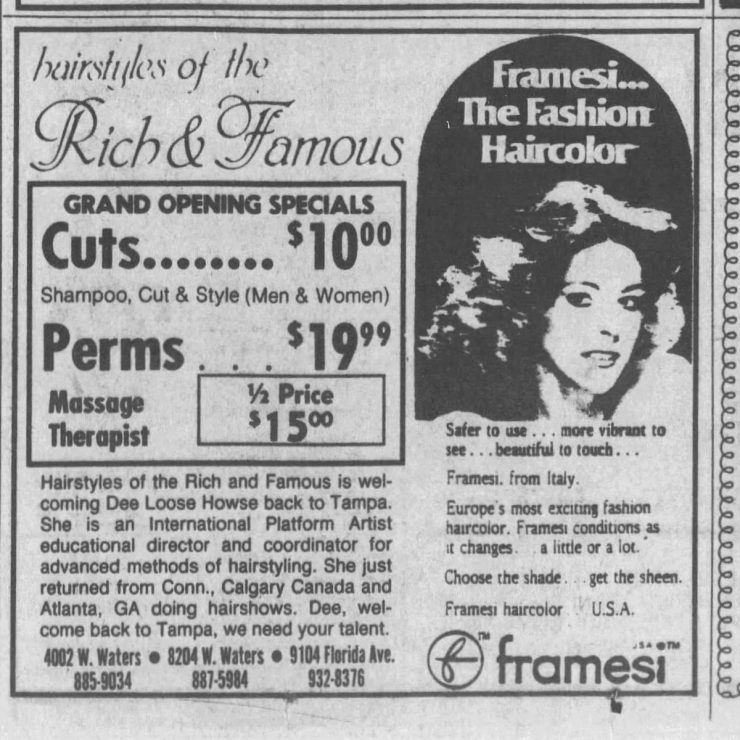 hairstyles of the
Rich & Famous
GRAND OPENING SPECIALS
Cuts........ $10 00
Shampoo, Cut & Style (Men & Women)
Perms . . . . $19 99
Massage
Therapist
½ Price
$15 00
Hairstyles of the Rich and Famous is wel-
coming Dee Loose Howse back to Tampa.
She is an International Platform Artist
educational director and coordinator for
advanced methods of hairstyling. She just
returned from Conn., Calgary Canada and
Atlanta, GA doing hairshows. Dee, wel-
come back to Tampa, we need your talent.
4002 W. Waters ● 8204 W. Waters ● 9104 Florida Ave.
885-9034 887-5984 932-8376
Framesi...
The Fashion
Haircolor
Safer to use . . . more vibrant to
see . . . beautiful to touch . . .
Framesi. from Italy.
Europe's most exciting fashion
haircolor. Framesi conditions as
it changes. . . a little or a lot.
Choose the shade. . . get the sheen.
Framesi haircolor U.S.A.
f ™ framesi ®™